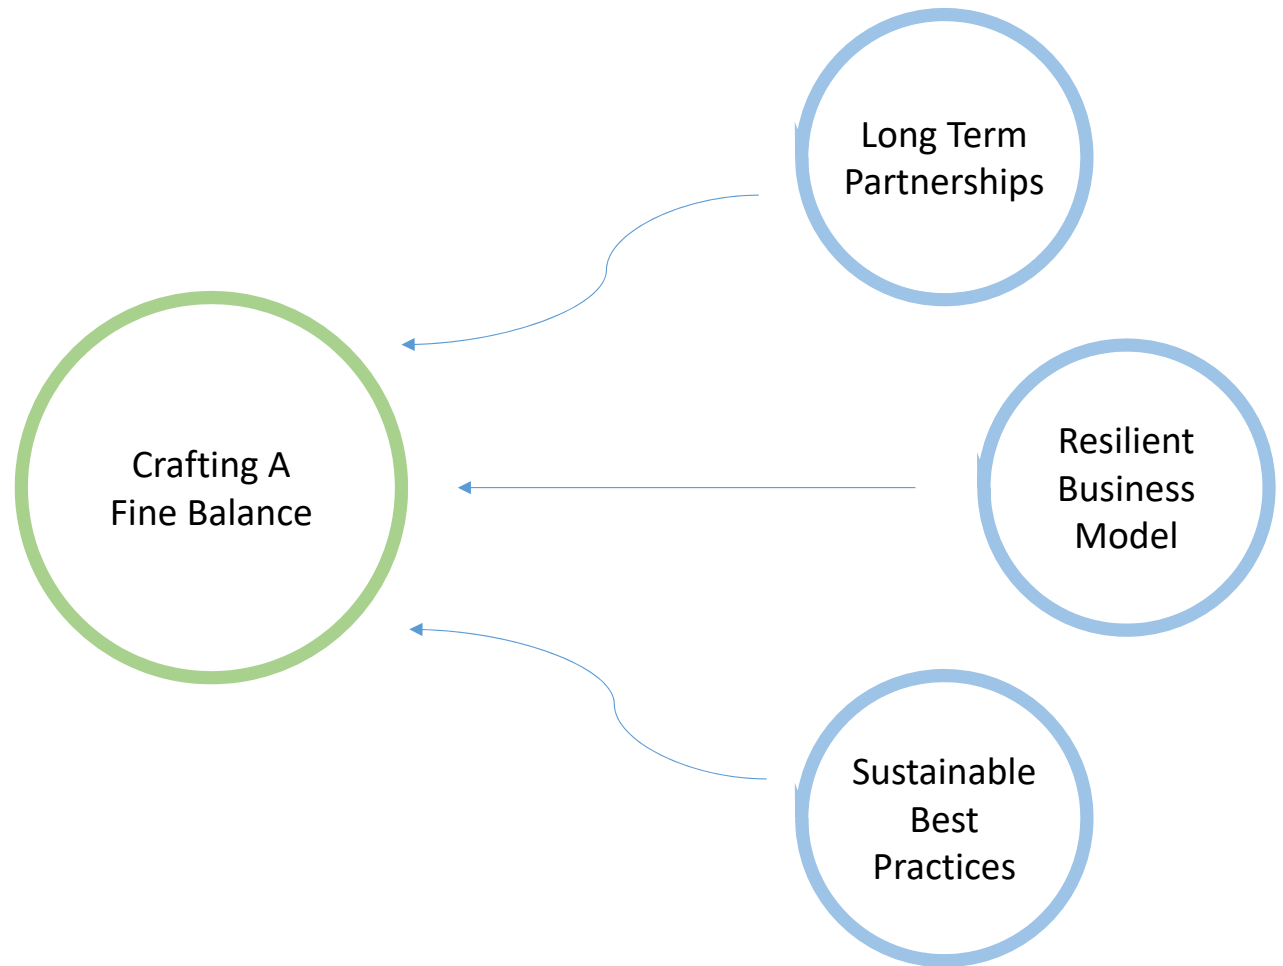 Long Term
Partnerships
Crafting A
Fine Balance
Resilient
Business
Model
Sustainable
Best
Practices